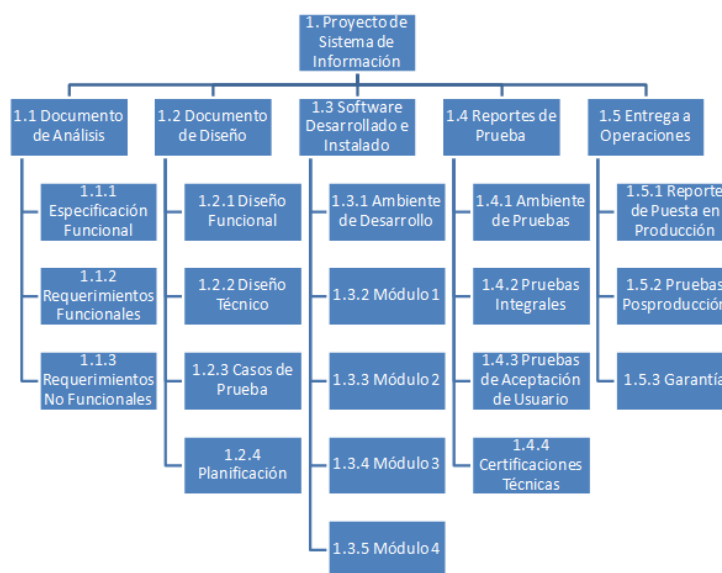 1. Proyecto de
Sistema de
Información
1.1 Documento
de Análisis
1.1.1
Especificación
Funcional
1.1.2
Requerimientos
Funcionales
1.1.3
Requerimientos
No Funcionales
1.2 Documento
de Diseño
1.2.1 Diseño
Funcional
1.2.2 Diseño
Técnico
1.2.3 Casos de
Prueba
1.2.4
Planificación
1.3 Software
Desarrollado e
Instalado
1.3.1 Ambiente
de Desarrollo
1.3.2 Módulo 1
1.3.3 Módulo 2
1.3.4 Módulo 3
1.3.5 Módulo 4
1.4 Reportes de
Prueba
1.4.1 Ambiente
de Pruebas
1.4.2 Pruebas
Integrales
1.4.3 Pruebas
de Aceptación
de Usuario
1.4.4
Certificaciones
Técnicas
1.5 Entrega a
Operaciones
1.5.1 Reporte
de Puesta en
Producción
1.5.2 Pruebas
Posproducción
1.5.3 Garantía